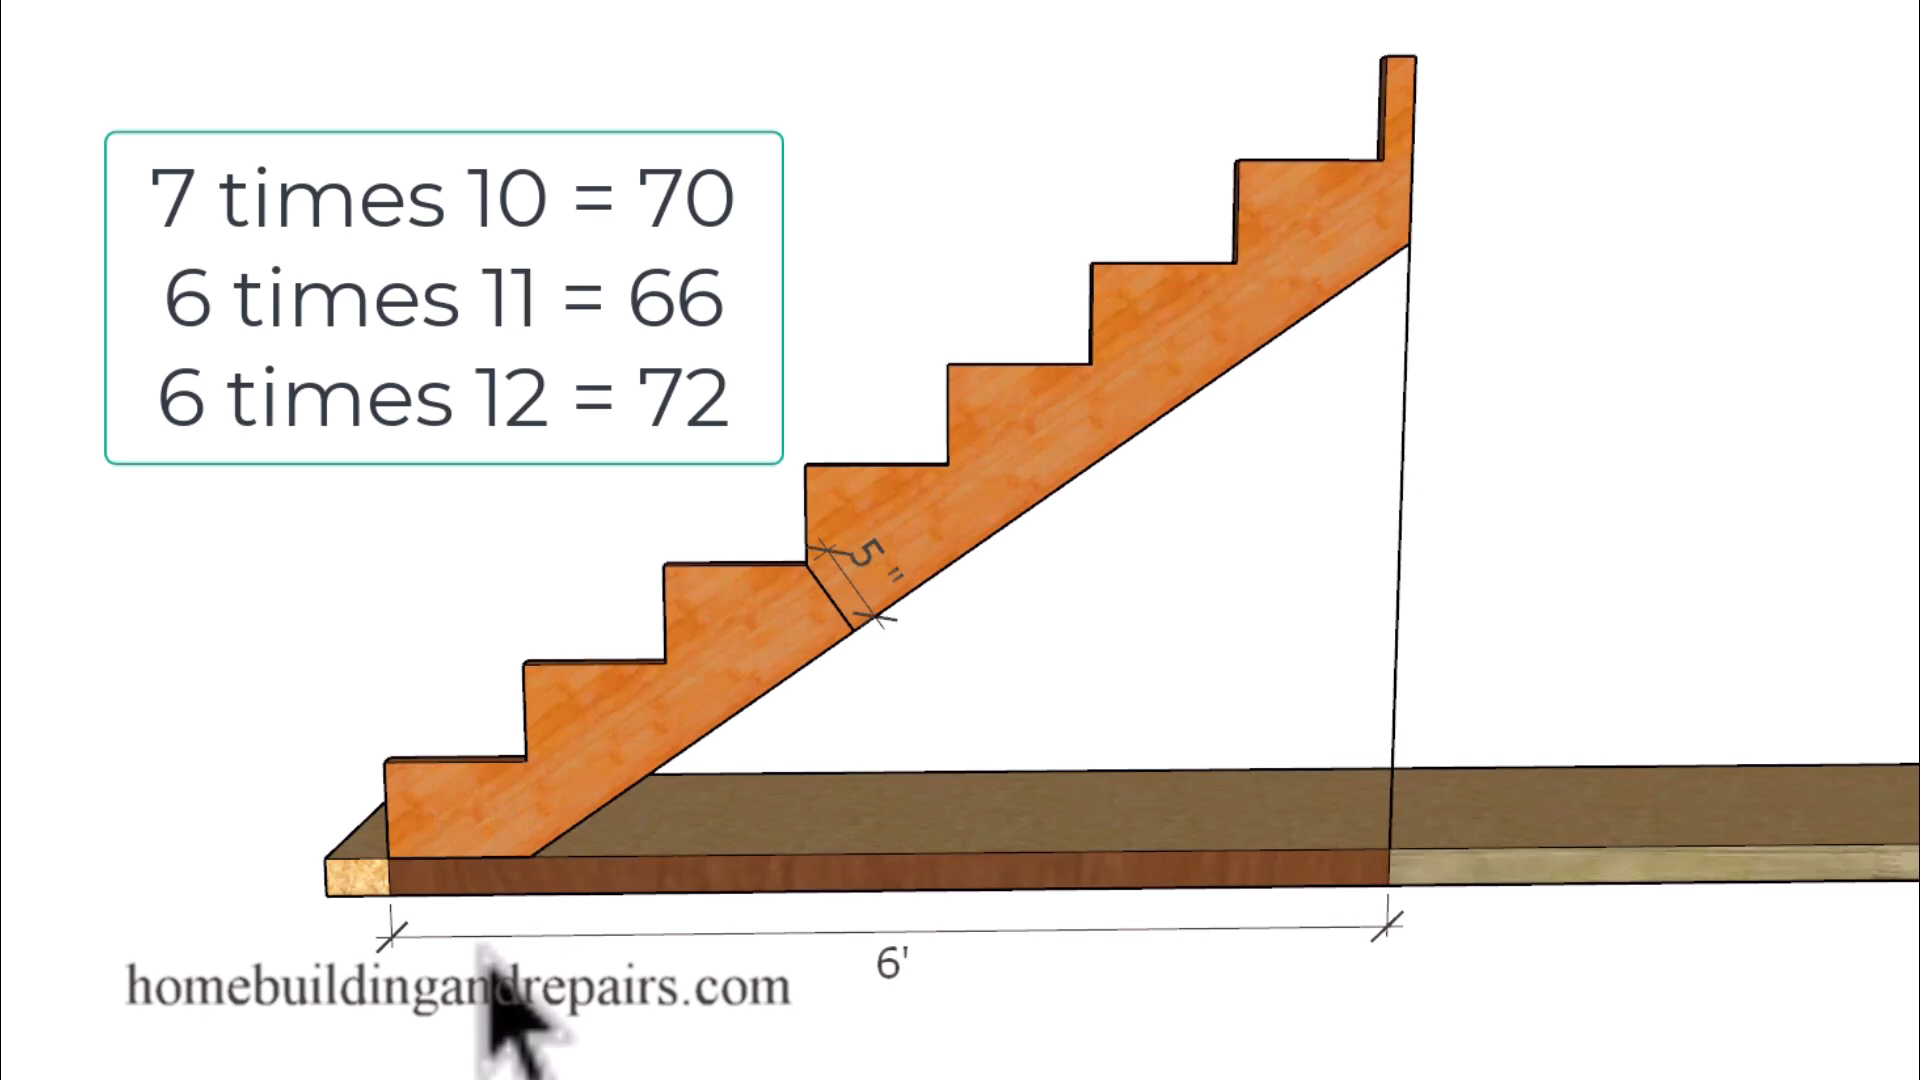 7 times 10 = 70
6 times 11 = 66
6 times 12 = 72
5"
6'
homebuildingandrepairs.com